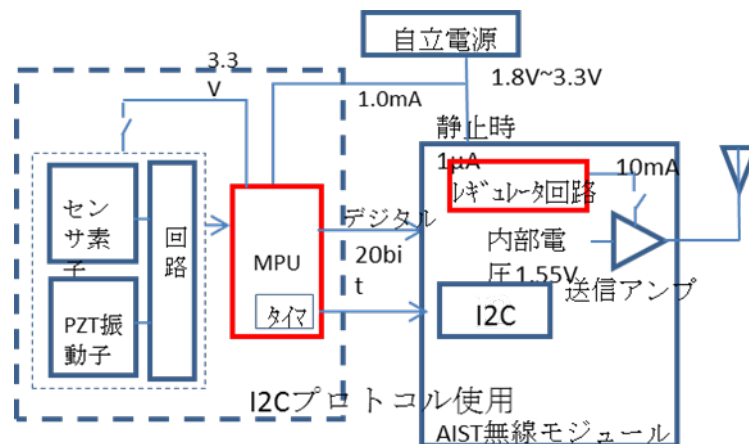 自立電源
3.3
V
1.8V~3.3V
1.0mA
静止時
1μA
10mA
レギュレータ回路
セン
サ素
子
回
路
MPU
デジタル
20bi
t
内部電
圧1.55V
送信アンプ
PZT振
動子
タイマ
I2C
I2Cプロトコル使用
AIST無線モジュール